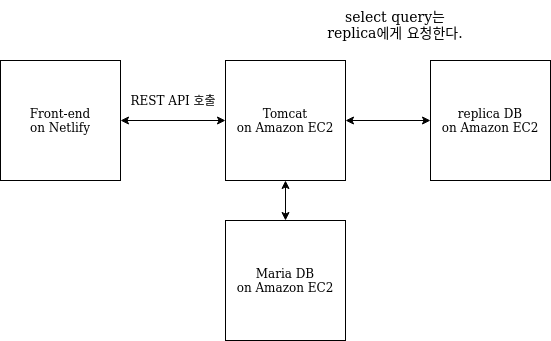 select query는
replica에게 요청한다.
Front-end
on Netlify
REST API 호출
Tomcat
on Amazon EC2
replica DB
on Amazon EC2
Maria DB
on Amazon EC2